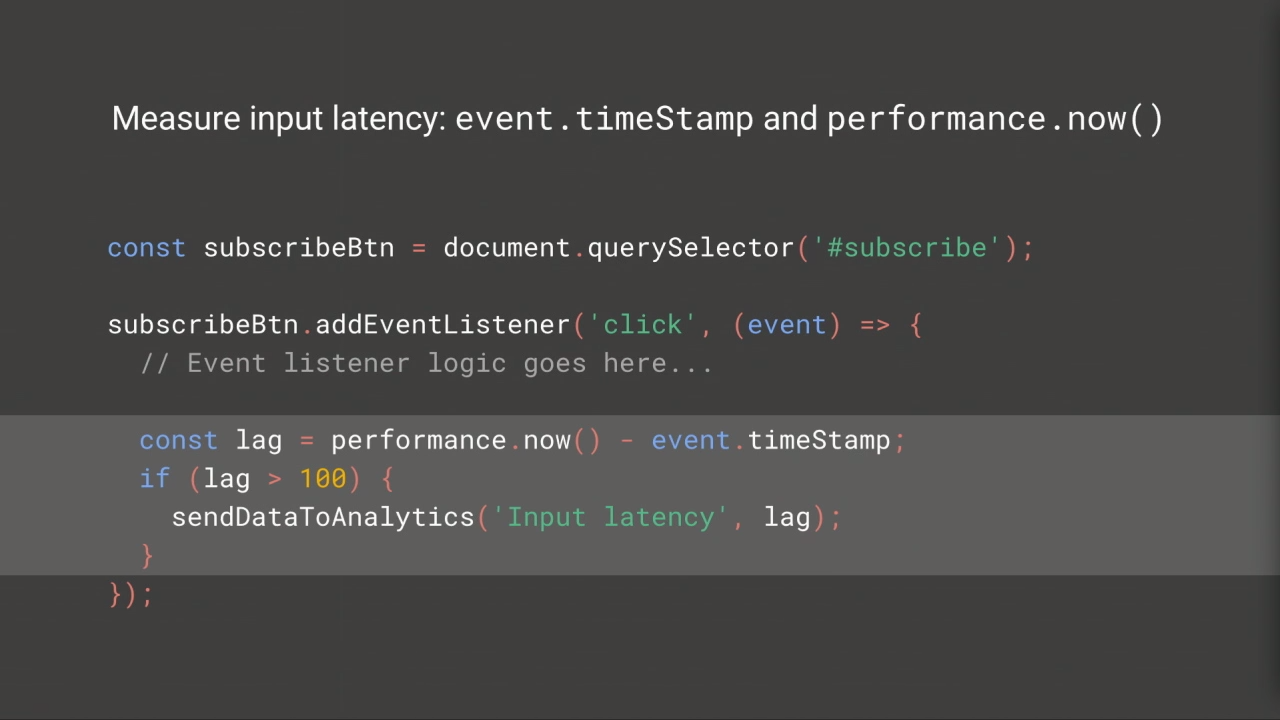 Measure input latency: event.timeStamp and performance.now()
const subscribeBtn = document.querySelector('#subscribe');
subscribeBtn.addEventListener('click', (event) => {
  // Event listener logic goes here...
  const lag = performance.now() - event.timeStamp;
  if (lag > 100) {
    sendDataToAnalytics('Input latency', lag);
  }
});